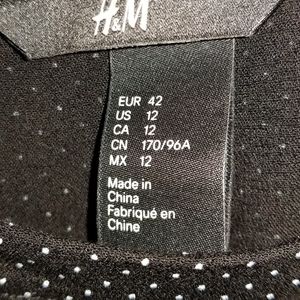 H&M
EUR 42
US 12
CA 12
CN 170/96A
MX 12
Made in
China
Fabriqué en
Chine